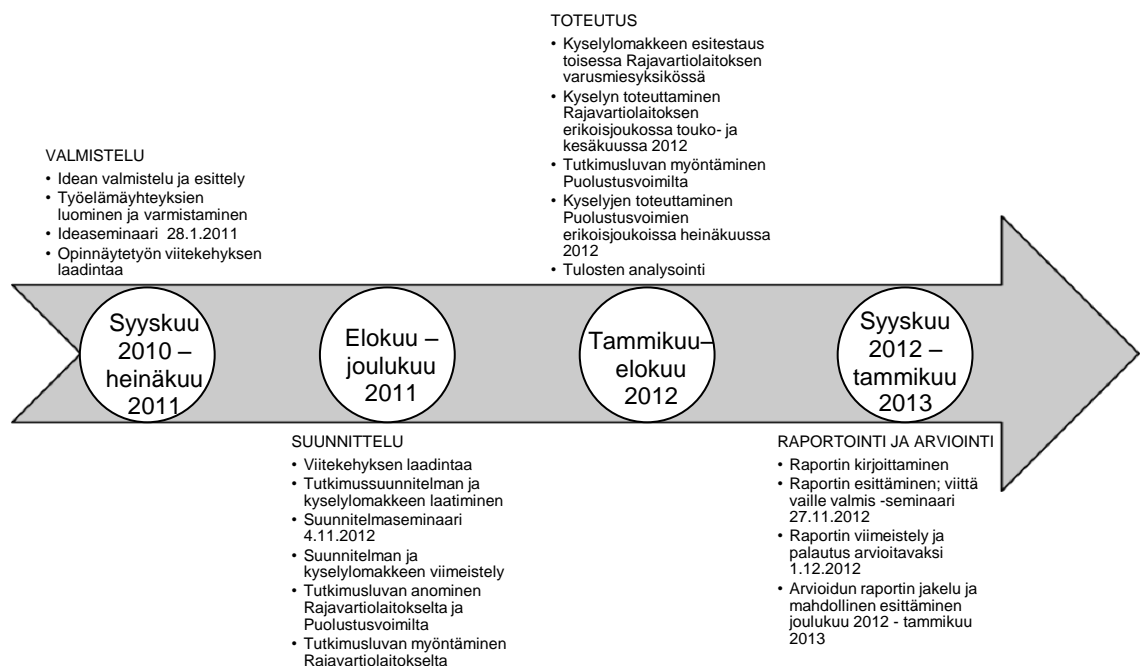 VALMISTELU
• Idean valmistelu ja esittely
• Työelämäyhteyksien
luominen ja varmistaminen
• Ideaseminaari 28.1.2011
• Opinnäytetyön viitekehyksen
laadintaa
Syyskuu
2010 –
heinäkuu
2011
SUUNNITTELU
• Viitekehyksen laadintaa
• Tutkimussuunnitelman ja
kyselylomakkeen laatiminen
• Suunnitelmaseminaari
4.11.2012
• Suunnitelman ja
kyselylomakkeen viimeistely
• Tutkimusluvan anominen
Rajavartiolaitokselta ja
Puolustusvoimilta
• Tutkimusluvan myöntäminen
Rajavartiolaitokselta
Elokuu –
joulukuu
2011
TOTEUTUS
• Kyselylomakkeen esitestaus
toisessa Rajavartiolaitoksen
varusmiesyksikössä
• Kyselyn toteuttaminen
Rajavartiolaitoksen
erikoisjoukossa touko- ja
kesäkuussa 2012
• Tutkimusluvan myöntäminen
Puolustusvoimilta
• Kyselyjen toteuttaminen
Puolustusvoimien
erikoisjoukoissa heinäkuussa
2012
• Tulosten analysointi
Tammikuu–
elokuu
2012
RAPORTOINTI JA ARVIOINTI
• Raportin kirjoittaminen
• Raportin esittäminen; viittä
vaille valmis -seminaari
27.11.2012
• Raportin viimeistely ja
palautus arvioitavaksi
1.12.2012
• Arvioidun raportin jakelu ja
mahdollinen esittäminen
joulukuu 2012 - tammikuu
2013
Syyskuu
2012 –
tammikuu
2013